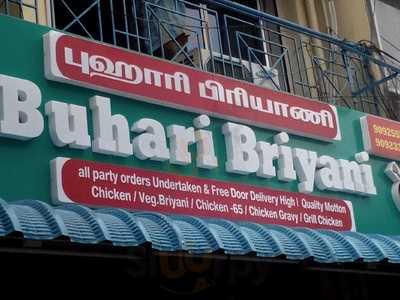 புஹாரி பிரியாணி
Buhari Briyani
all party orders Undertaken & Free Door Delivery High I Quality Mottion
Chicken / Veg.Briyani / Chicken -65 / Chicken Gravy / Grill Chicken